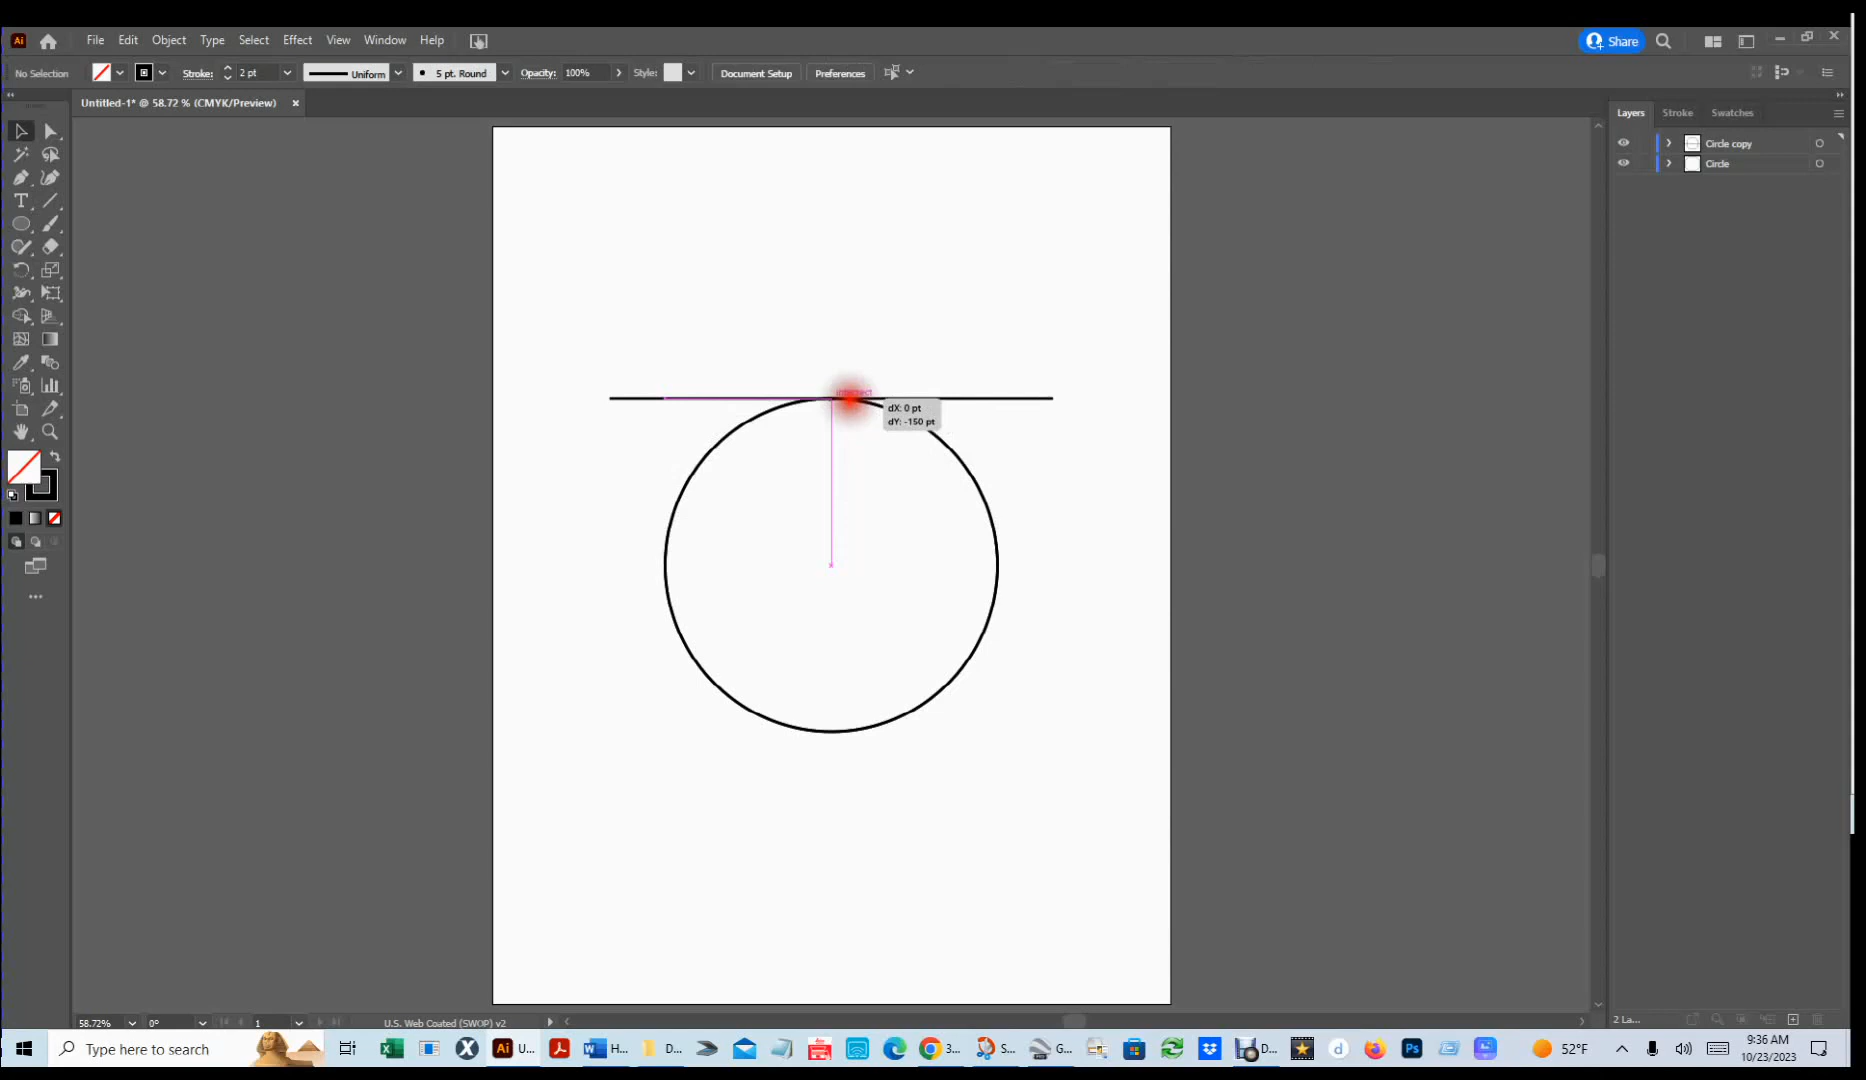 Ai File Edit Object Type Select Effect View Window Help Share
No Selection Stroke: 2 pt Uniform 5 pt. Round Opacity: 100% Style: Document Setup Preferences
Untitled-1* @ 58.72 % (CMYK/Preview) ×
Layers Stroke Swatches
Circle copy
Circle
intersect
dX: 0 pt
dY: -150 pt
58.72% 0° 1 U.S. Web Coated (SWOP) v2 2 La...
Type here to search U... H... D... 3... S... G... D... 52°F
9:36 AM
10/23/2023